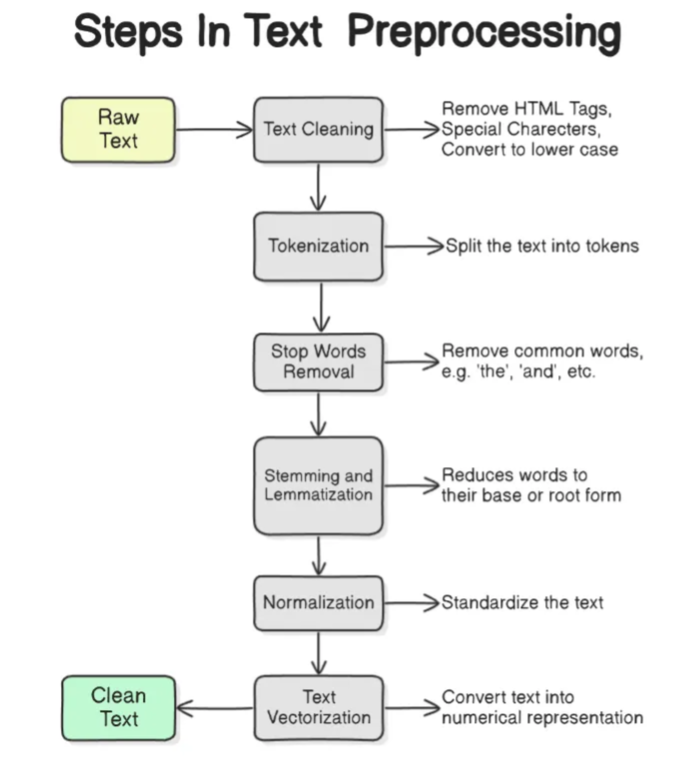 Steps In Text Preprocessing
Raw
Text
Text Cleaning
Remove HTML Tags,
Special Charecters,
Convert to lower case
Tokenization
Split the text into tokens
Stop Words
Removal
Remove common words,
e.g. 'the', 'and', etc.
Stemming and
Lemmatization
Reduces words to
their base or root form
Normalization
Standardize the text
Clean
Text
Text
Vectorization
Convert text into
numerical representation